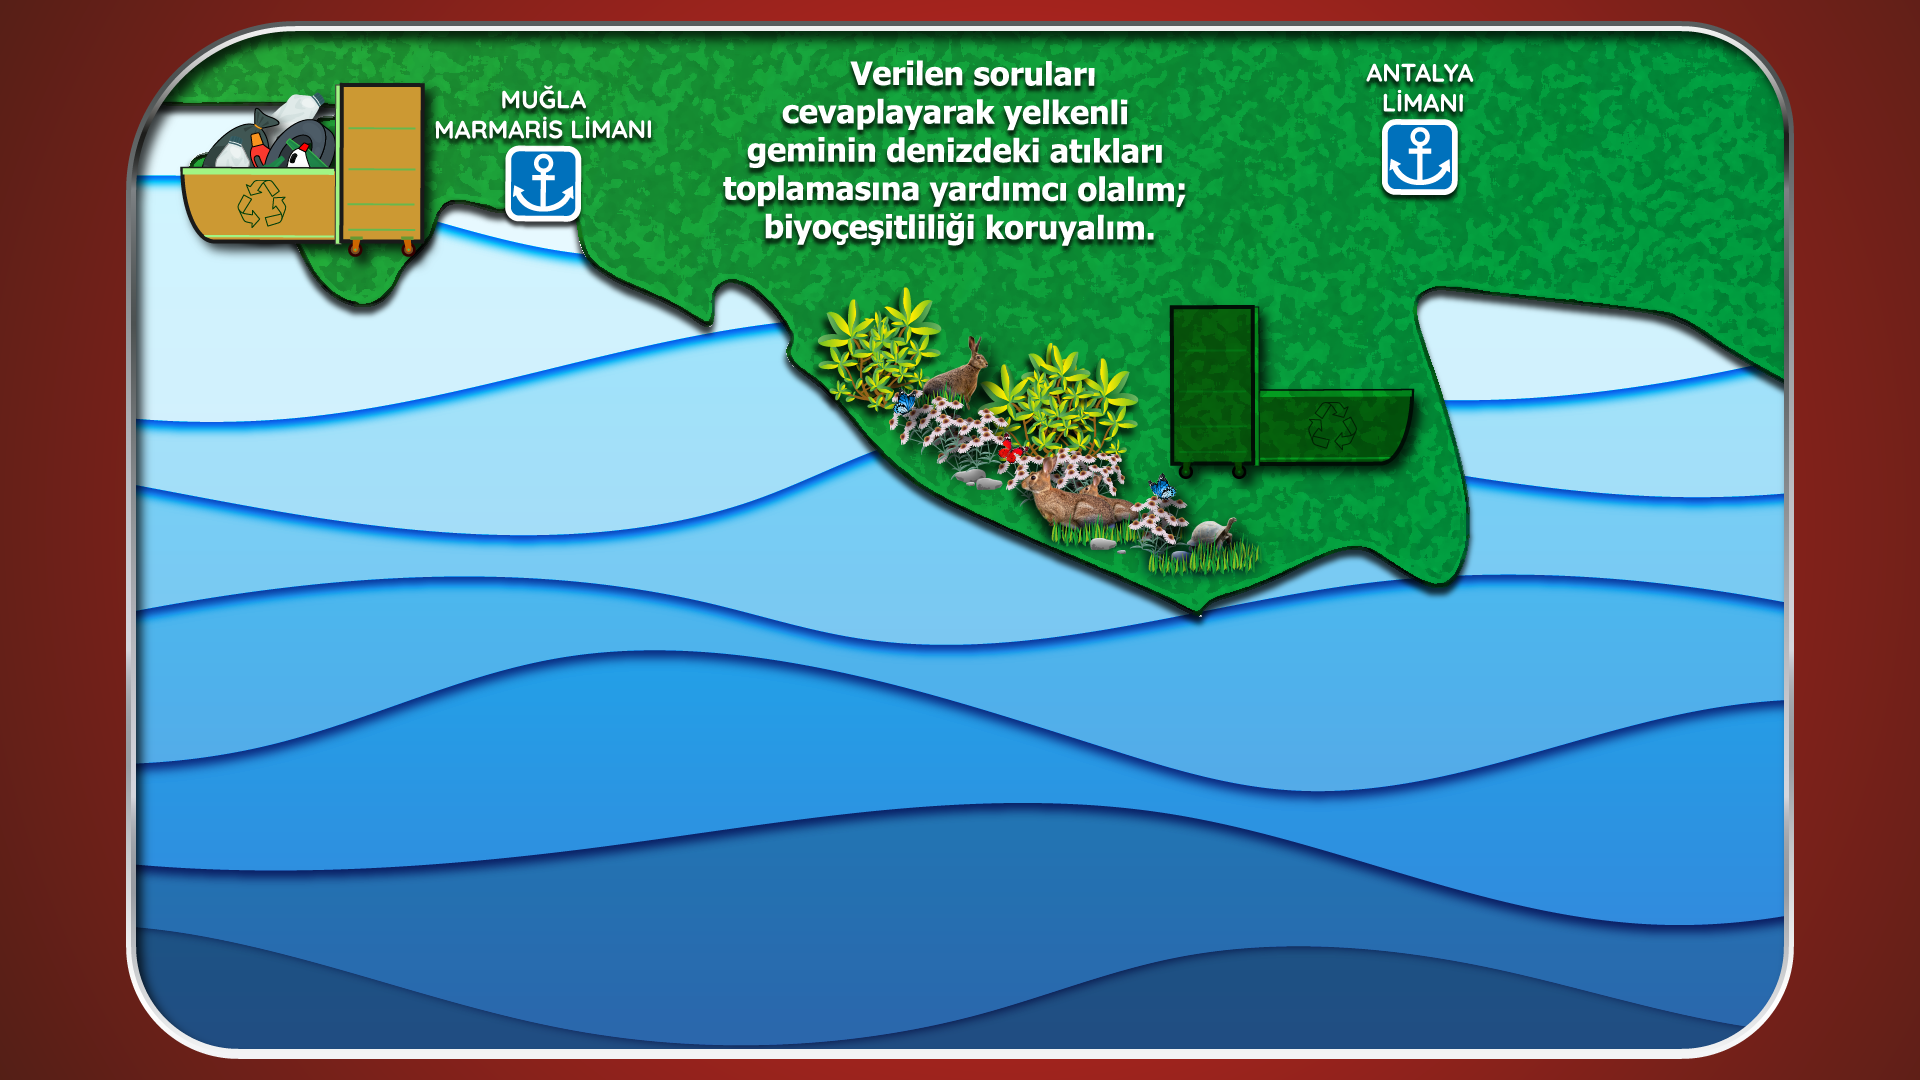 MUĞLA
MARMARİS LİMANI
Verilen soruları
cevaplayarak yelkenli
geminin denizdeki atıkları
toplamasına yardımcı olalım;
biyoçeşitliliği koruyalım.
ANTALYA
LİMANI